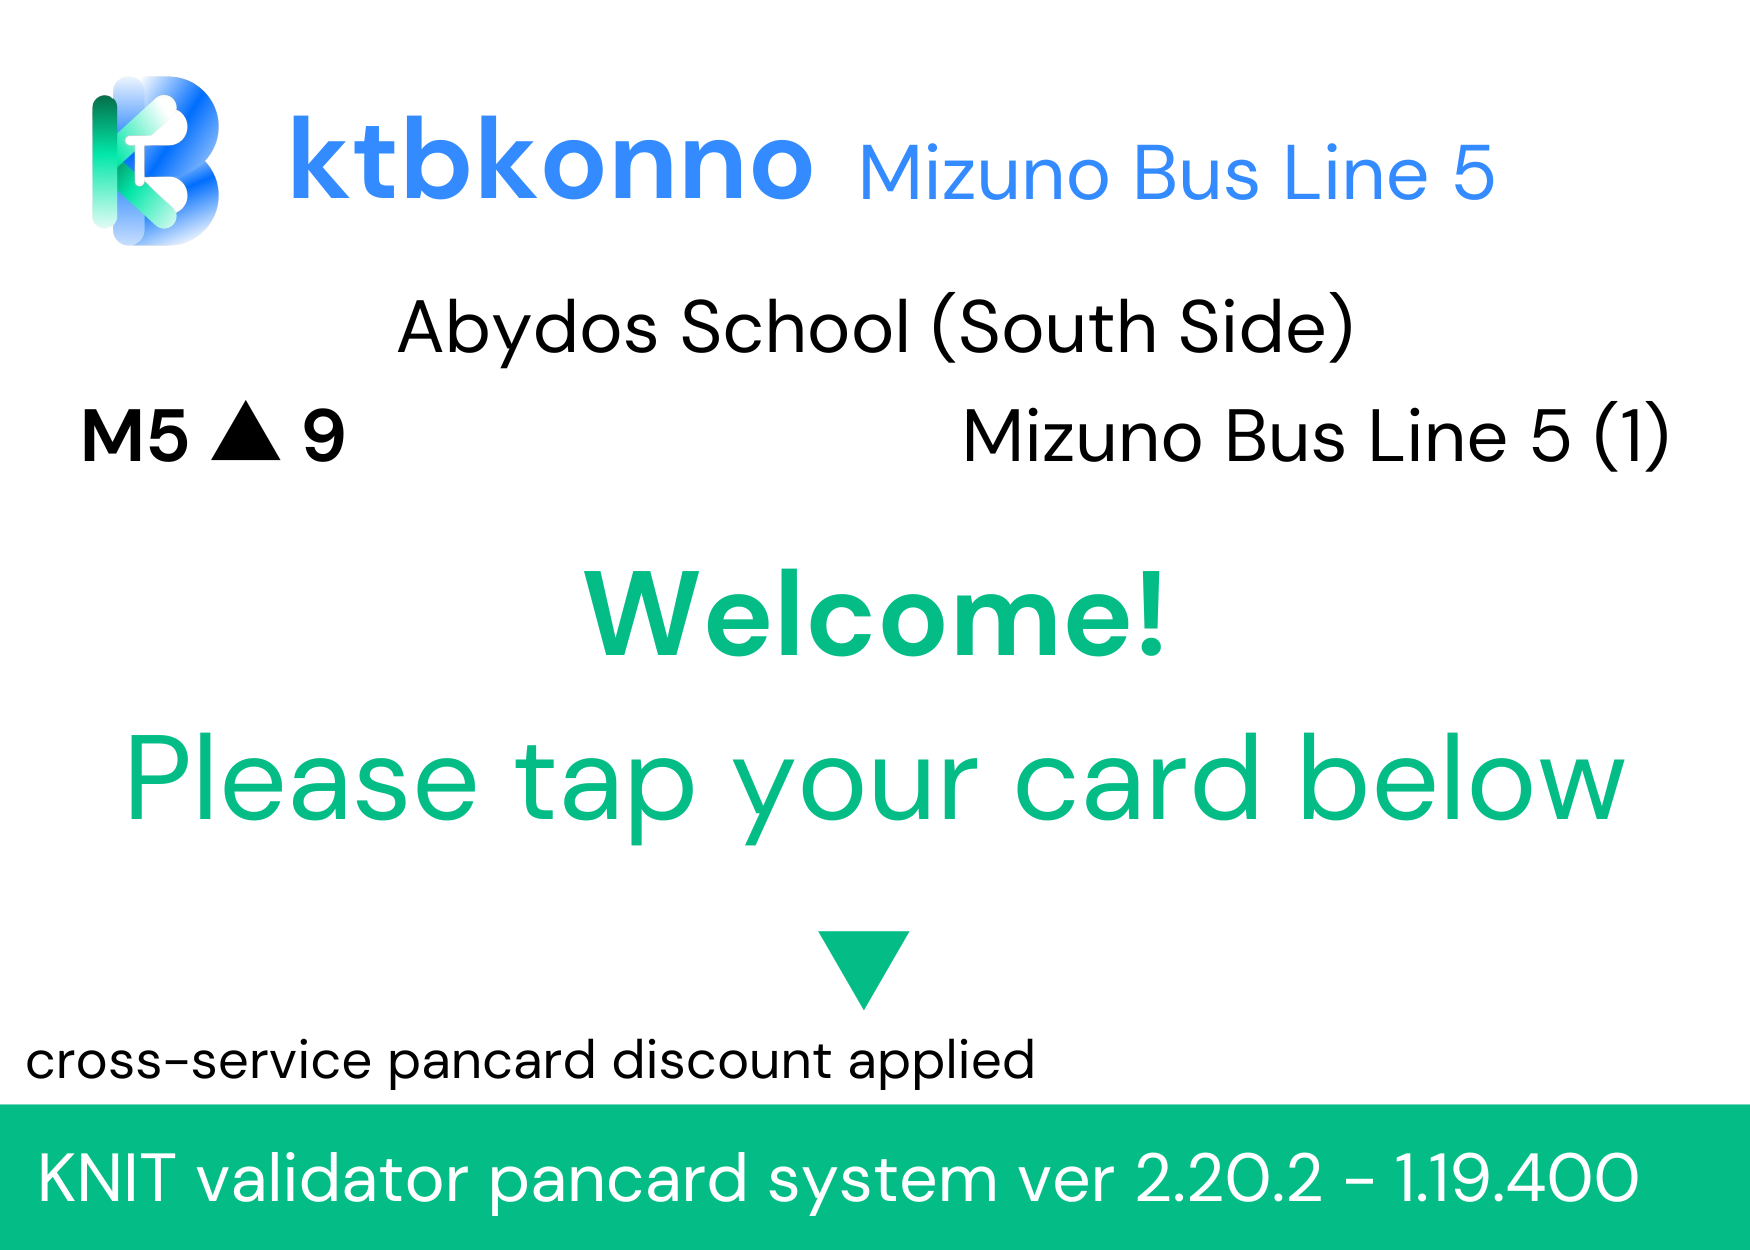 ktbkonno Mizuno Bus Line 5
Abydos School (South Side)
M5 ▲ 9 Mizuno Bus Line 5 (1)
Welcome!
Please tap your card below
▼
cross-service pancard discount applied
KNIT validator pancard system ver 2.20.2 - 1.19.400